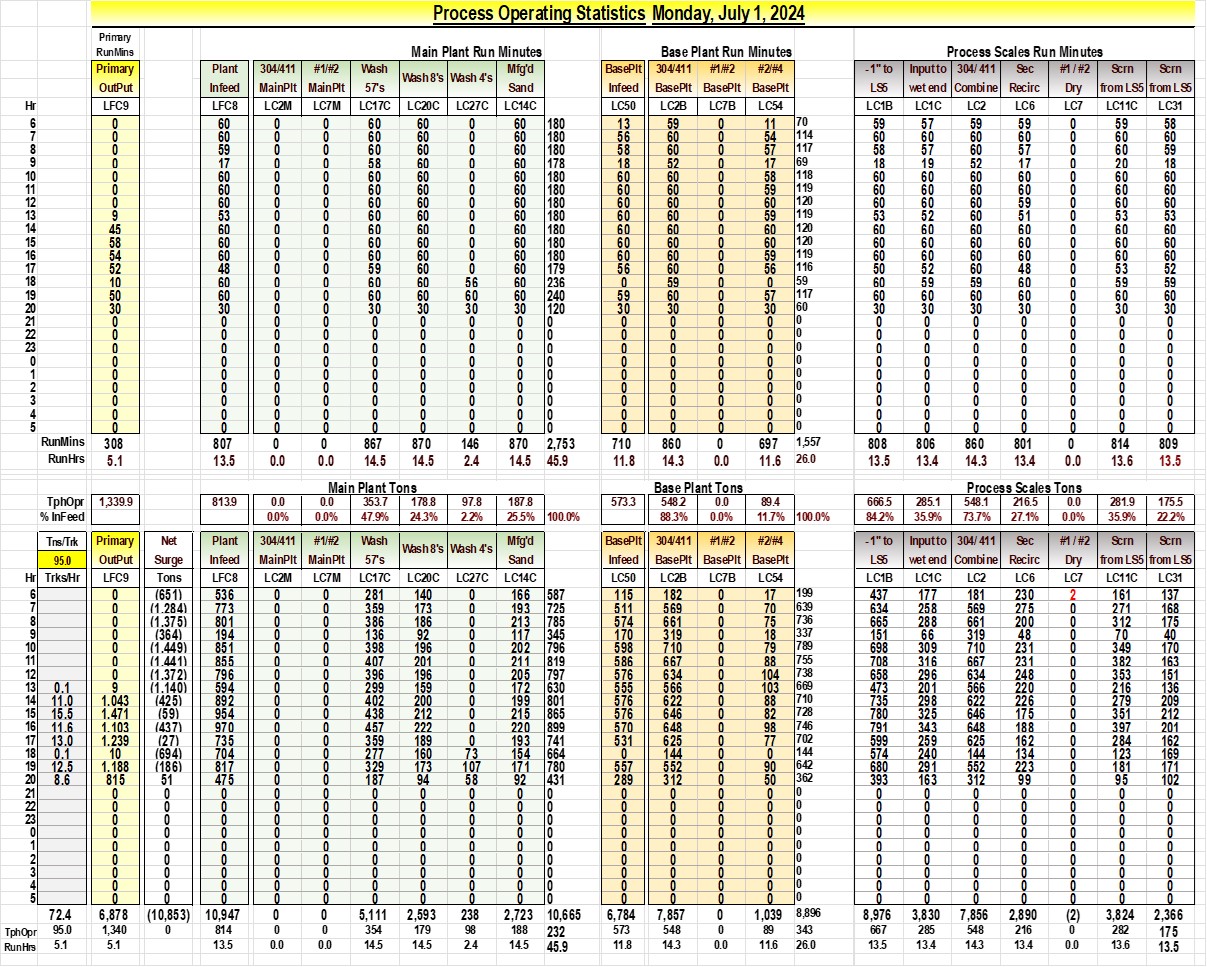 Process Operating Statistics Monday, July 1, 2024
Primary
RunMins Main Plant Run Minutes Base Plant Run Minutes Process Scales Run Minutes
Primary Plant 304/411 #1/#2 Wash Wash 8's Wash 4's Mfg'd BasePlt 304/411 #1/#2 #2/#4 -1" to Input to 304/ 411 Sec #1 / #2 Scrn Scrn
OutPut Infeed MainPlt MainPlt 57's Sand Infeed BasePlt BasePlt BasePlt LS5 wet end Combine Recirc Dry from LS5 from LS5
Hr LFC9 LFC8 LC2M LC7M LC17C LC20C LC27C LC14C LC50 LC2B LC7B LC54 LC1B LC1C LC2 LC6 LC7 LC11C LC31
6 0 60 0 0 60 60 0 60 180 13 59 0 11 70 59 57 59 59 0 59 58
7 0 60 0 0 60 60 0 60 180 56 60 0 54 114 60 60 60 60 0 60 60
8 0 59 0 0 60 60 0 60 180 58 60 0 57 117 58 57 60 57 0 60 59
9 0 17 0 0 58 60 0 60 178 18 52 0 17 69 18 19 52 17 0 20 18
10 0 60 0 0 60 60 0 60 180 60 60 0 58 118 60 60 60 60 0 60 60
11 0 60 0 0 60 60 0 60 180 60 60 0 59 119 60 60 60 60 0 60 60
12 0 60 0 0 60 60 0 60 180 60 60 0 60 120 60 60 60 59 0 60 60
13 9 53 0 0 60 60 0 60 180 60 60 0 59 119 53 52 60 51 0 53 53
14 45 60 0 0 60 60 0 60 180 60 60 0 60 120 60 60 60 60 0 60 60
15 58 60 0 0 60 60 0 60 180 60 60 0 60 120 60 60 60 60 0 60 60
16 54 60 0 0 60 60 0 60 180 60 60 0 59 119 60 60 60 60 0 60 60
17 52 48 0 0 59 60 0 60 179 56 60 0 56 116 50 52 60 48 0 53 52
18 10 60 0 0 60 60 56 60 236 0 59 0 0 59 60 59 59 60 0 59 59
19 50 60 0 0 60 60 60 60 240 59 60 0 57 117 60 60 60 60 0 60 60
20 30 30 0 0 30 30 30 30 120 30 30 0 30 60 30 30 30 30 0 30 30
21 0 0 0 0 0 0 0 0 0 0 0 0 0 0 0 0 0 0 0 0 0
22 0 0 0 0 0 0 0 0 0 0 0 0 0 0 0 0 0 0 0 0 0
23 0 0 0 0 0 0 0 0 0 0 0 0 0 0 0 0 0 0 0 0 0
0 0 0 0 0 0 0 0 0 0 0 0 0 0 0 0 0 0 0 0 0 0
1 0 0 0 0 0 0 0 0 0 0 0 0 0 0 0 0 0 0 0 0 0
2 0 0 0 0 0 0 0 0 0 0 0 0 0 0 0 0 0 0 0 0 0
3 0 0 0 0 0 0 0 0 0 0 0 0 0 0 0 0 0 0 0 0 0
4 0 0 0 0 0 0 0 0 0 0 0 0 0 0 0 0 0 0 0 0 0
5 0 0 0 0 0 0 0 0 0 0 0 0 0 0 0 0 0 0 0 0 0
RunMins 308 807 0 0 867 870 146 870 2,753 710 860 0 697 1,557 808 806 860 801 0 814 809
RunHrs 5.1 13.5 0.0 0.0 14.5 14.5 2.4 14.5 45.9 11.8 14.3 0.0 11.6 26.0 13.5 13.4 14.3 13.4 0.0 13.6 13.5
Main Plant Tons Base Plant Tons Process Scales Tons
TphOpr 1,339.9 813.9 0.0 0.0 353.7 178.8 97.8 187.8 573.3 548.2 0.0 89.4 666.5 285.1 548.1 216.5 0.0 281.9 175.5
% InFeed 0.0% 0.0% 47.9% 24.3% 2.2% 25.5% 100.0% 88.3% 0.0% 11.7% 100.0% 84.2% 35.9% 73.7% 27.1% 0.0% 35.9% 22.2%
Tns/Trk Primary Net Plant 304/411 #1/#2 Wash Wash 8's Wash 4's Mfg'd BasePlt 304/411 #1/#2 #2/#4 -1" to Input to 304/ 411 Sec #1 / #2 Scrn Scrn
95.0 OutPut Surge Infeed MainPlt MainPlt 57's Sand Infeed BasePlt BasePlt BasePlt LS5 wet end Combine Recirc Dry from LS5 from LS5
Hr Trks/Hr LFC9 Tons LFC8 LC2M LC7M LC17C LC20C LC27C LC14C LC50 LC2B LC7B LC54 LC1B LC1C LC2 LC6 LC7 LC11C LC31
6 0 (651) 536 0 0 281 140 0 166 587 115 182 0 17 199 437 177 181 230 2 161 137
7 0 (1,284) 773 0 0 359 173 0 193 725 511 569 0 70 639 634 258 569 275 0 271 168
8 0 (1,375) 801 0 0 386 186 0 213 785 574 661 0 75 736 665 288 661 200 0 312 175
9 0 (364) 194 0 0 136 92 0 117 345 170 319 0 18 337 151 66 319 48 0 70 40
10 0 (1,449) 851 0 0 398 196 0 202 796 598 710 0 79 789 698 309 710 231 0 349 170
11 0 (1,441) 855 0 0 407 201 0 211 819 586 667 0 88 755 708 316 667 231 0 382 163
12 0 (1,372) 796 0 0 396 196 0 205 797 576 634 0 104 738 658 296 634 248 0 353 151
13 0.1 9 (1,140) 594 0 0 299 159 0 172 630 555 566 0 103 669 473 201 566 220 0 216 136
14 11.0 1,043 (425) 892 0 0 402 200 0 199 801 576 622 0 88 710 735 298 622 226 0 279 209
15 15.5 1,471 (59) 954 0 0 438 212 0 215 865 576 646 0 82 728 780 325 646 175 0 351 212
16 11.6 1,103 (437) 970 0 0 457 222 0 220 899 570 648 0 98 746 791 343 648 188 0 397 201
17 13.0 1,239 (27) 735 0 0 359 189 0 193 741 531 625 0 77 702 599 259 625 162 0 284 162
18 0.1 10 (694) 704 0 0 277 160 73 154 664 0 144 0 0 144 574 240 144 134 0 123 169
19 12.5 1,188 (186) 817 0 0 329 173 107 171 780 557 552 0 90 642 680 291 552 223 0 181 171
20 8.6 815 51 475 0 0 187 94 58 92 431 289 312 0 50 362 393 163 312 99 0 95 102
21 0 0 0 0 0 0 0 0 0 0 0 0 0 0 0 0 0 0 0 0 0 0
22 0 0 0 0 0 0 0 0 0 0 0 0 0 0 0 0 0 0 0 0 0 0
23 0 0 0 0 0 0 0 0 0 0 0 0 0 0 0 0 0 0 0 0 0 0
0 0 0 0 0 0 0 0 0 0 0 0 0 0 0 0 0 0 0 0 0 0 0
1 0 0 0 0 0 0 0 0 0 0 0 0 0 0 0 0 0 0 0 0 0 0
2 0 0 0 0 0 0 0 0 0 0 0 0 0 0 0 0 0 0 0 0 0 0
3 0 0 0 0 0 0 0 0 0 0 0 0 0 0 0 0 0 0 0 0 0 0
4 0 0 0 0 0 0 0 0 0 0 0 0 0 0 0 0 0 0 0 0 0 0
5 0 0 0 0 0 0 0 0 0 0 0 0 0 0 0 0 0 0 0 0 0 0
72.4 6,878 (10,853) 10,947 0 0 5,111 2,593 238 2,723 10,665 6,784 7,857 0 1,039 8,896 8,976 3,830 7,856 2,890 (2) 3,824 2,366
TphOpr 95.0 1,340 0 814 0 0 354 179 98 188 232 573 548 0 89 343 667 285 548 216 0 282 175
RunHrs 5.1 5.1 13.5 0.0 0.0 14.5 14.5 2.4 14.5 45.9 11.8 14.3 0.0 11.6 26.0 13.5 13.4 14.3 13.4 0.0 13.6 13.5